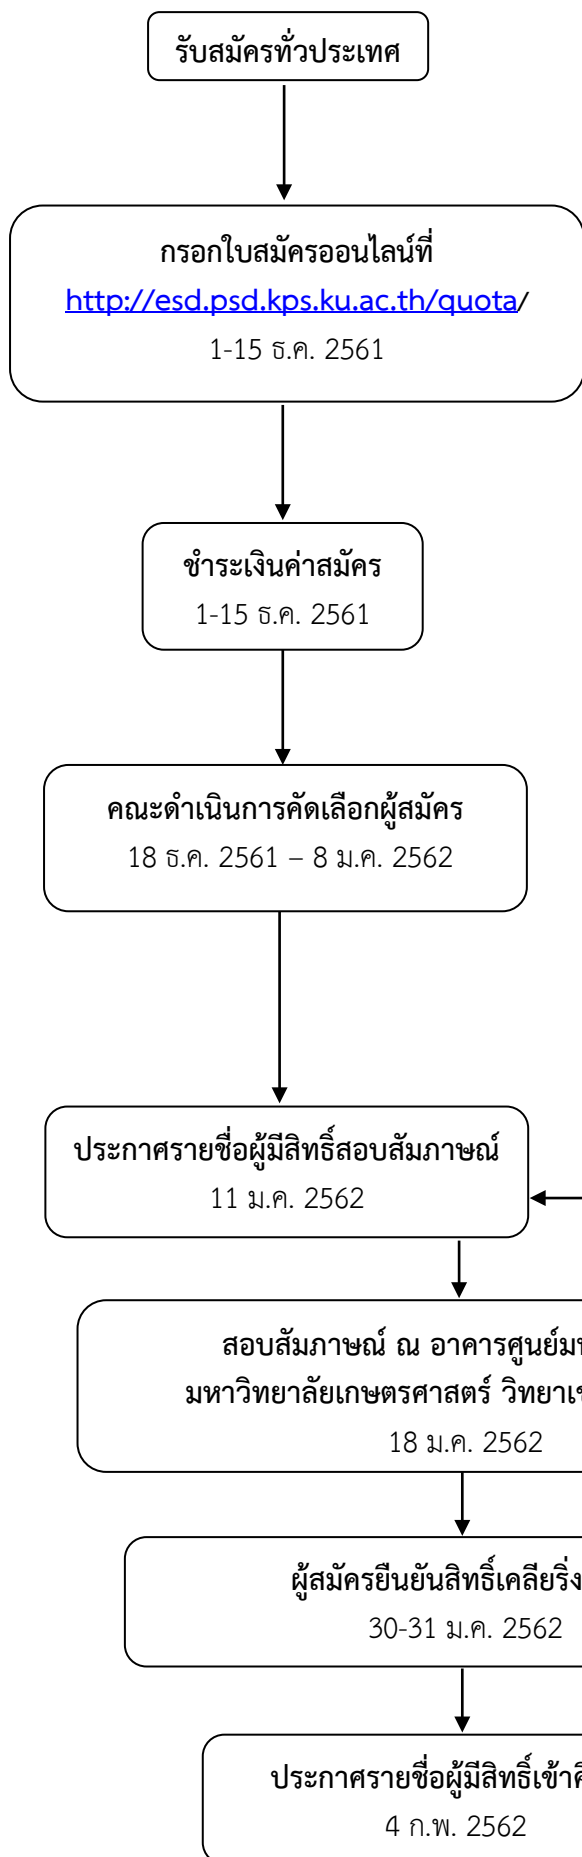 รับสมัครทั่วประเทศ
กรอกใบสมัครออนไลน์ที่
http://esd.psd.kps.ku.ac.th/quota/
1-15 ธ.ค. 2561
ชำระเงินค่าสมัคร
1-15 ธ.ค. 2561
คณะดำเนินการคัดเลือกผู้สมัคร
18 ธ.ค. 2561 – 8 ม.ค. 2562
ประกาศรายชื่อผู้มีสิทธิ์สอบสัมภาษณ์
11 ม.ค. 2562
สอบสัมภาษณ์ ณ อาคารศูนย์
มหาวิทยาลัยเกษตรศาสตร์
18 ม.ค. 2562
ผู้สมัครยืนยันสิทธิ์เคลียริ่ง
30-31 ม.ค. 2562
ประกาศรายชื่อผู้มีสิทธิ์เข้า
4 ก.พ. 2562